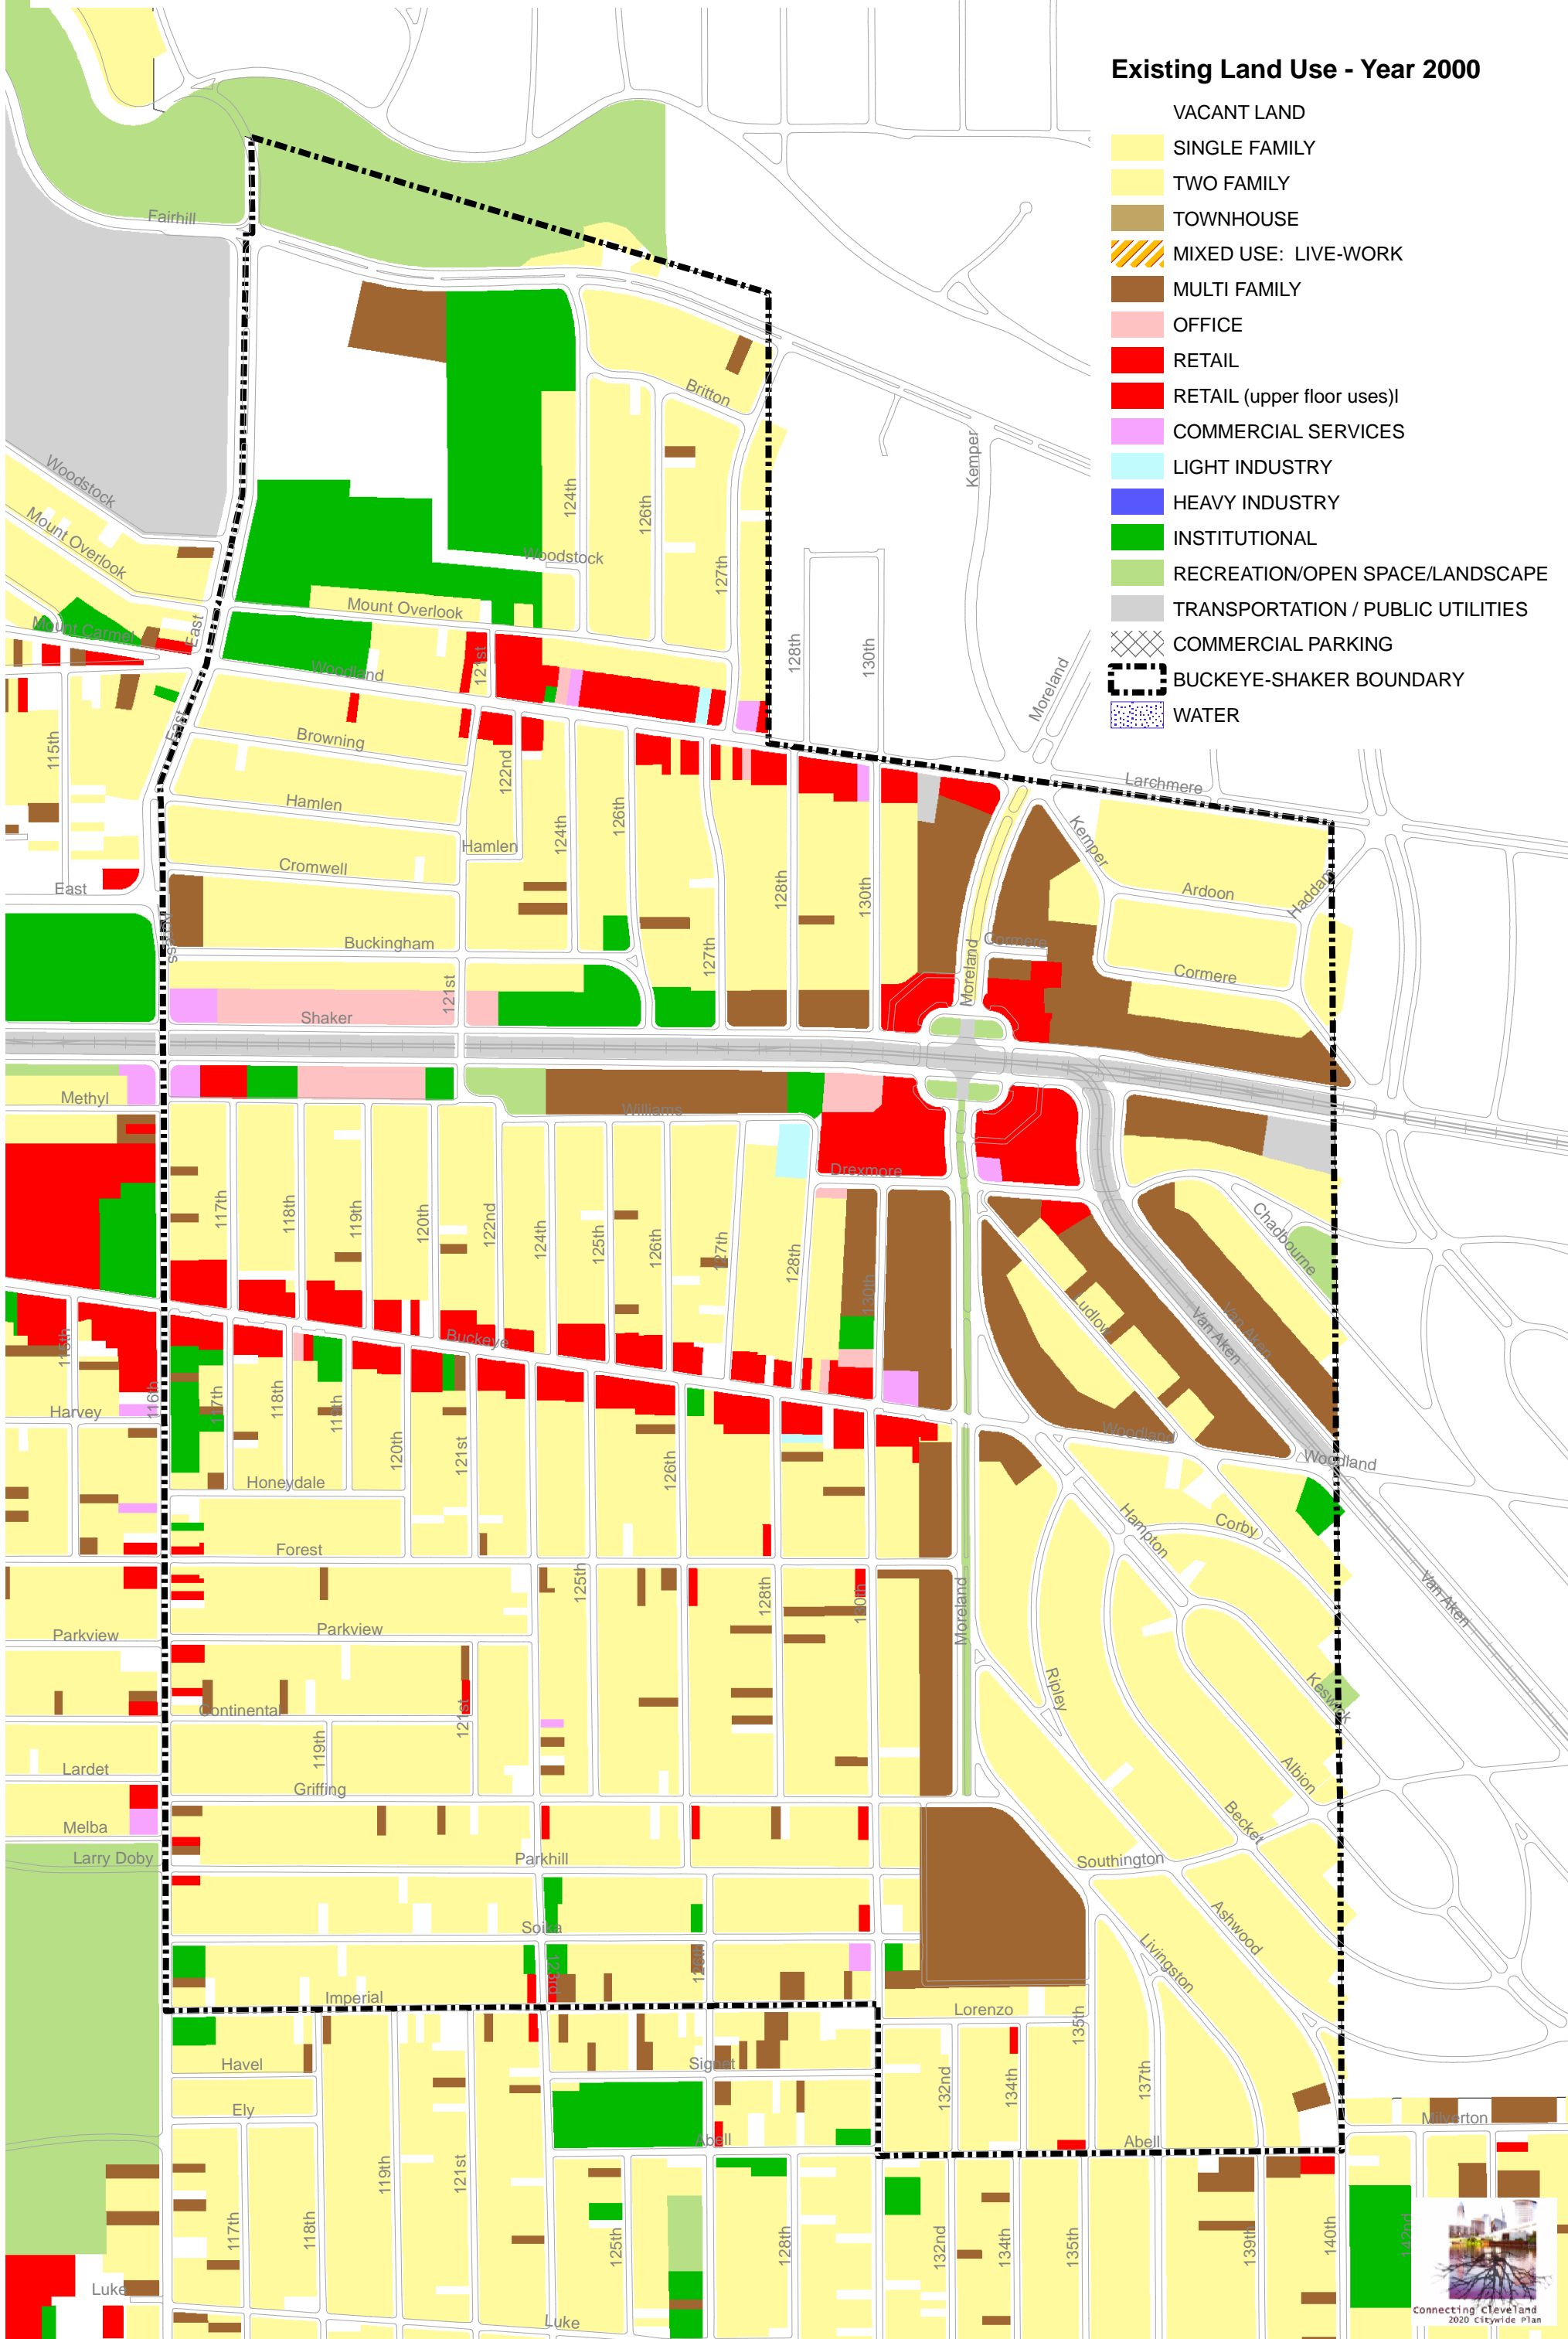 Existing Land Use - Year 2000
VACANT LAND
SINGLE FAMILY
TWO FAMILY
TOWNHOUSE
MIXED USE:  LIVE-WORK
MULTI FAMILY
OFFICE
RETAIL
RETAIL (upper floor uses)l
COMMERCIAL SERVICES
LIGHT INDUSTRY
HEAVY INDUSTRY
INSTITUTIONAL
RECREATION/OPEN SPACE/LANDSCAPE
TRANSPORTATION / PUBLIC UTILITIES
COMMERCIAL PARKING
BUCKEYE-SHAKER BOUNDARY
WATER
Fairhill
Britton
Kemper
Woodstock
Mount Overlook
124th
126th
127th
Woodstock
Mount Overlook
Mount Carmel
East
121st
Woodland
128th
130th
Moreland
East
115th
Browning
122nd
Larchmere
Hamlen
124th
126th
Hamlen
Kemper
Cromwell
128th
130th
East
Ardoon
Haddam
Buckingham
127th
Moreland
Cormere
Cormere
121st
Shaker
Methyl
Williams
Drexmore
117th
118th
119th
120th
122nd
124th
125th
126th
127th
128th
130th
Chadbourne
Ludlow
Van Aken
Van Aken
Buckeye
116th
117th
118th
119th
120th
121st
126th
Harvey
Woodland
Woodland
Honeydale
Hampton
Corby
Forest
125th
128th
130th
Moreland
Van Aken
Parkview
Parkview
Ripley
Keswick
Continental
121st
119th
Lardet
Griffing
Albion
Becket
Melba
Larry Doby
Parkhill
Southington
Soika
Ashwood
Livingston
123rd
126th
Imperial
Lorenzo
135th
Havel
Signet
132nd
134th
137th
Ely
Abell
Abell
Milverton
119th
121st
117th
118th
125th
128th
132nd
134th
135th
139th
140th
142nd
Luke
Luke
Connecting Cleveland
2020 Citywide Plan